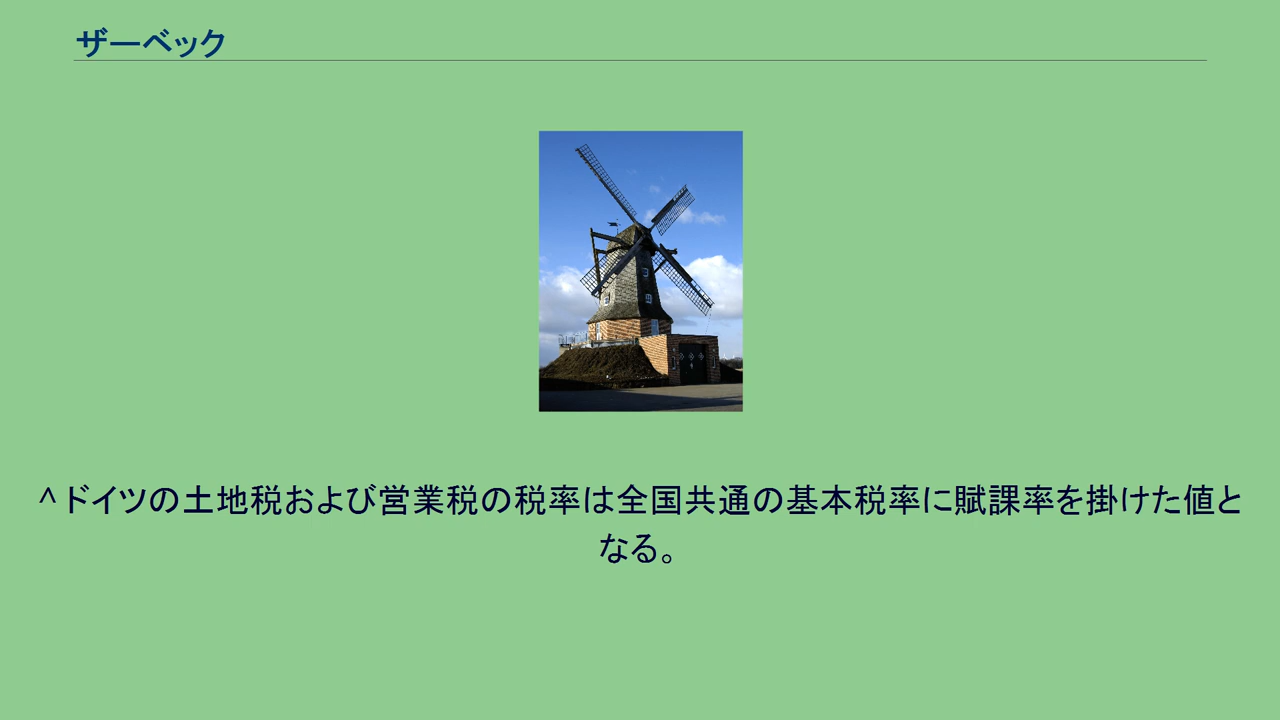 ザーベック
^ ドイツの土地税および営業税の税率は全国共通の基本税率に賦課率を掛けた値と
なる。